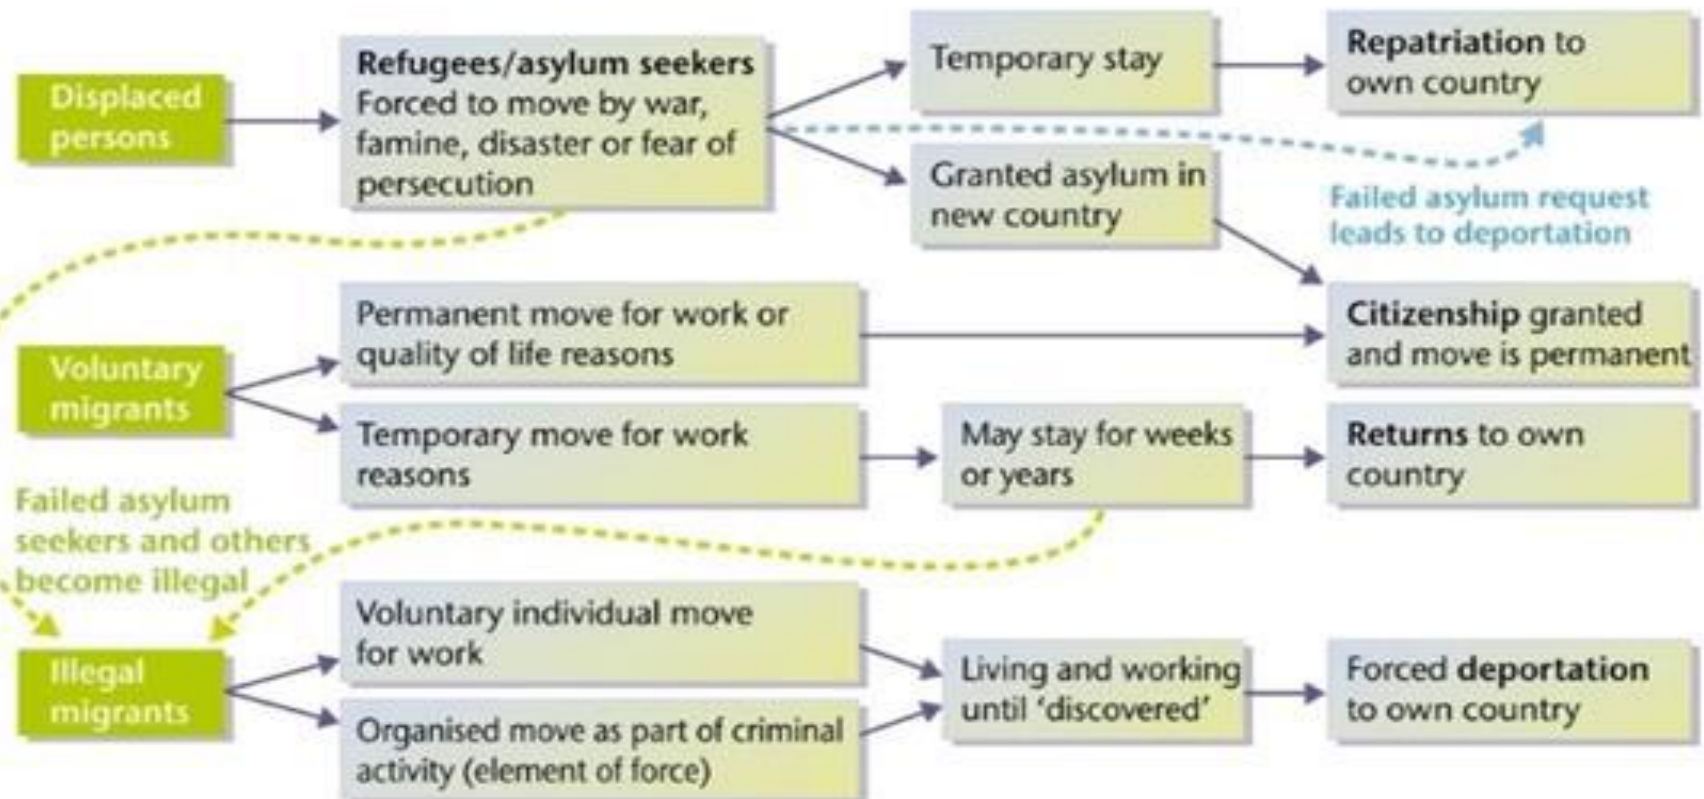 Displaced
persons
Refugees/asylum seekers
Forced to move by war,
famine, disaster or fear of
persecution
Temporary stay
Repatriation to
own country
Granted asylum in
new country
Failed asylum request
leads to deportation
Voluntary
migrants
Permanent move for work or
quality of life reasons
Citizenship granted
and move is permanent
Temporary move for work
reasons
May stay for weeks
or years
Returns to own
country
Failed asylum
seekers and others
become illegal
Illegal
migrants
Voluntary individual move
for work
Organised move as part of criminal
activity (element of force)
Living and working
until ‘discovered’
Forced deportation
to own country